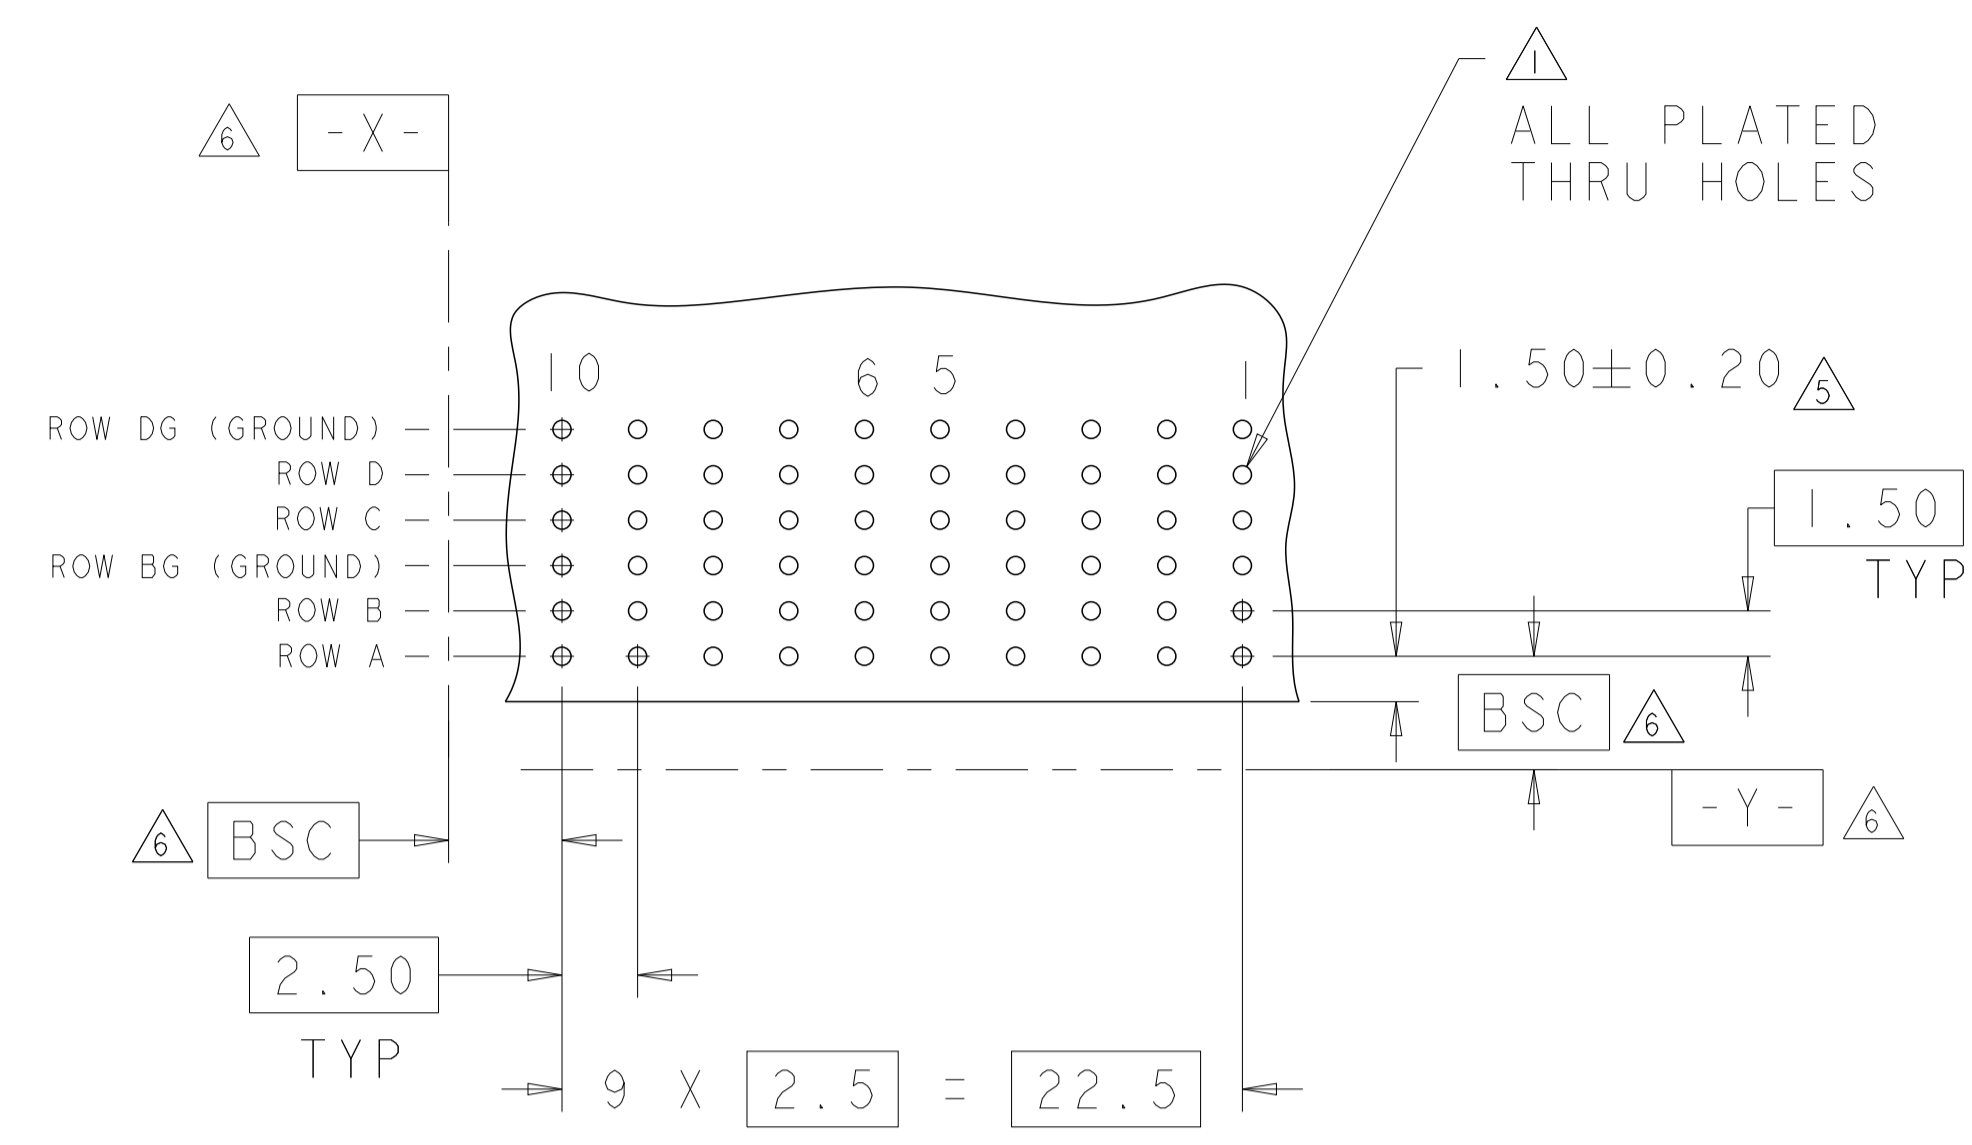 1
ALL PLATED
THRU HOLES
6
-X-
10 6 5 1
1.50±0.20 5
ROW DG (GROUND)
ROW D
ROW C
ROW BG (GROUND)
ROW B
ROW A
1.50
TYP
BSC 6
-Y- 6
6 BSC
2.50
TYP
9 X 2.5 = 22.5